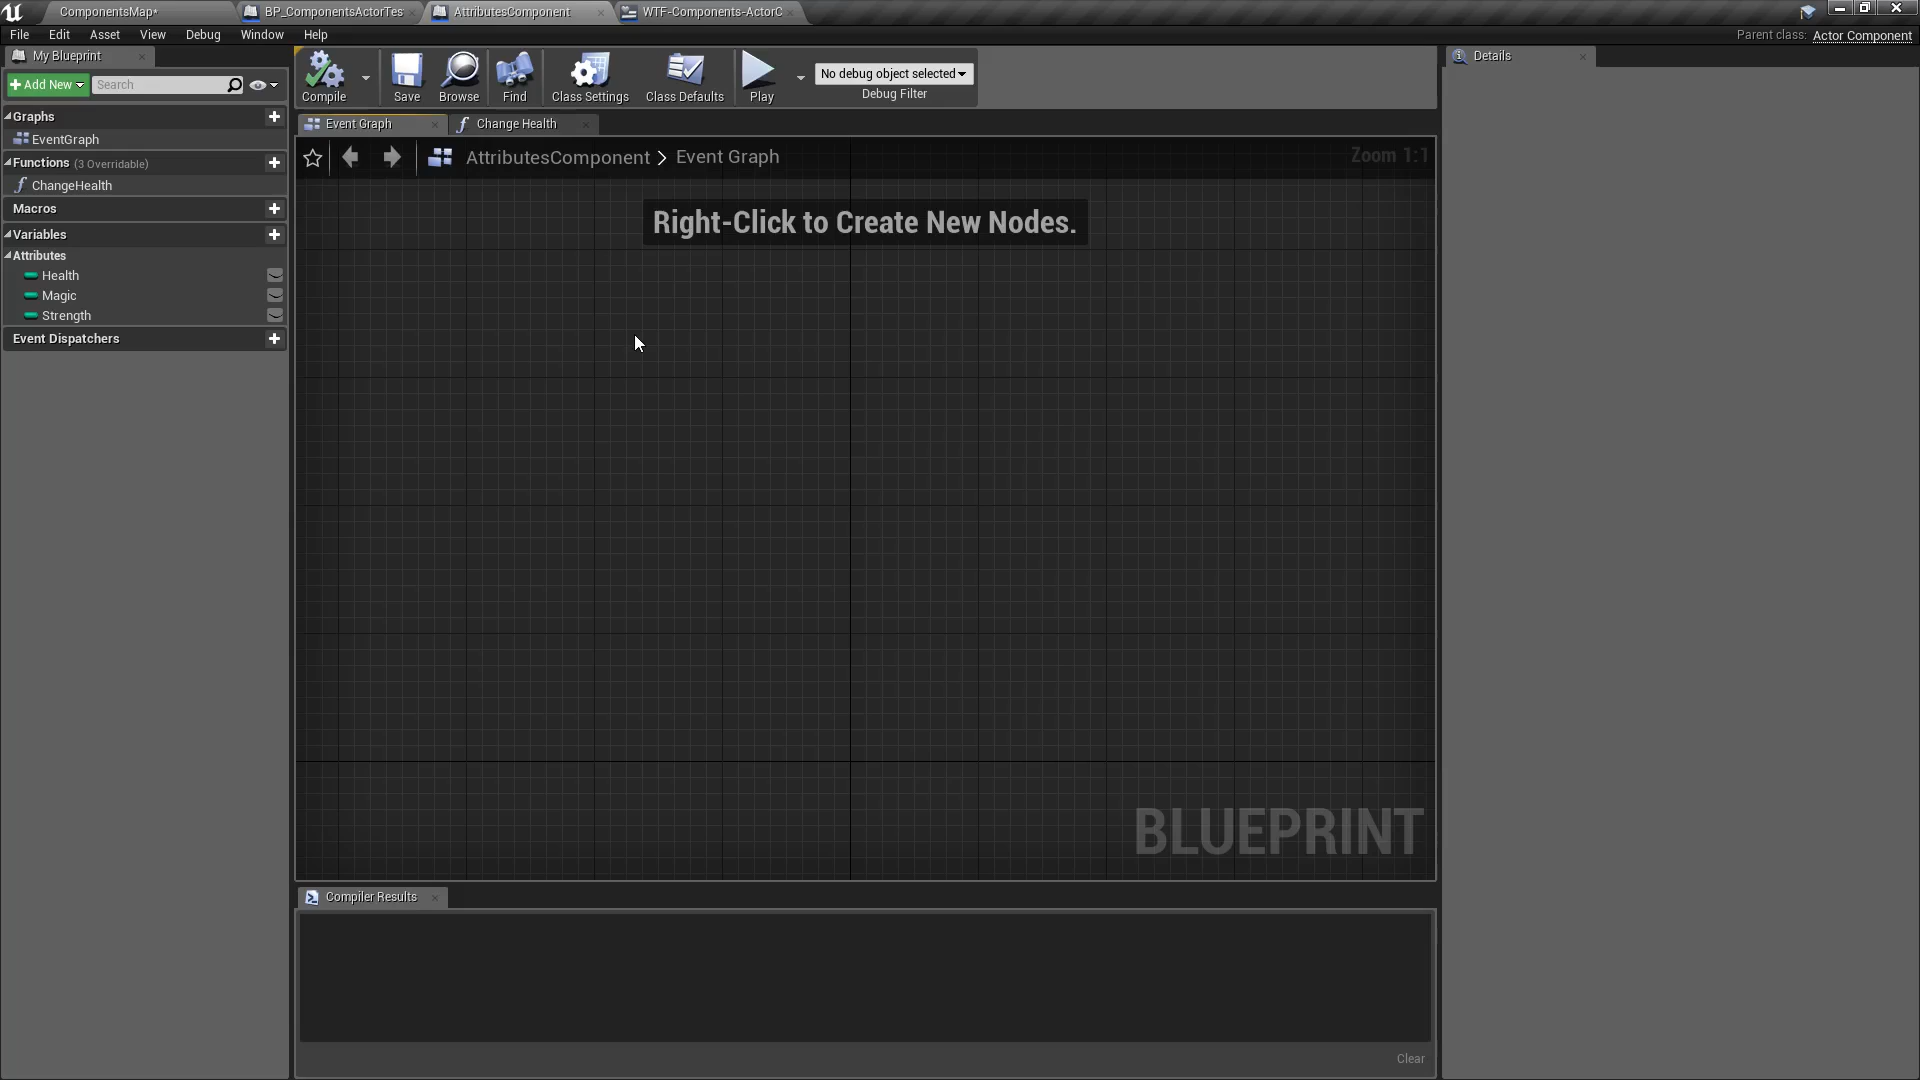 ComponentsMap*
BP_ComponentsActorTes
AttributesComponent
WTF-Components-ActorC
File Edit Asset View Debug Window Help
Parent class: Actor Component
My Blueprint
Add New
Search
Graphs
EventGraph
Functions (3 Overridable)
ChangeHealth
Macros
Variables
Attributes
Health
Magic
Strength
Event Dispatchers
Compile
Save
Browse
Find
Class Settings
Class Defaults
Play
No debug object selected
Debug Filter
Event Graph
Change Health
AttributesComponent > Event Graph
Zoom 1:1
Right-Click to Create New Nodes.
BLUEPRINT
Compiler Results
Clear
Details